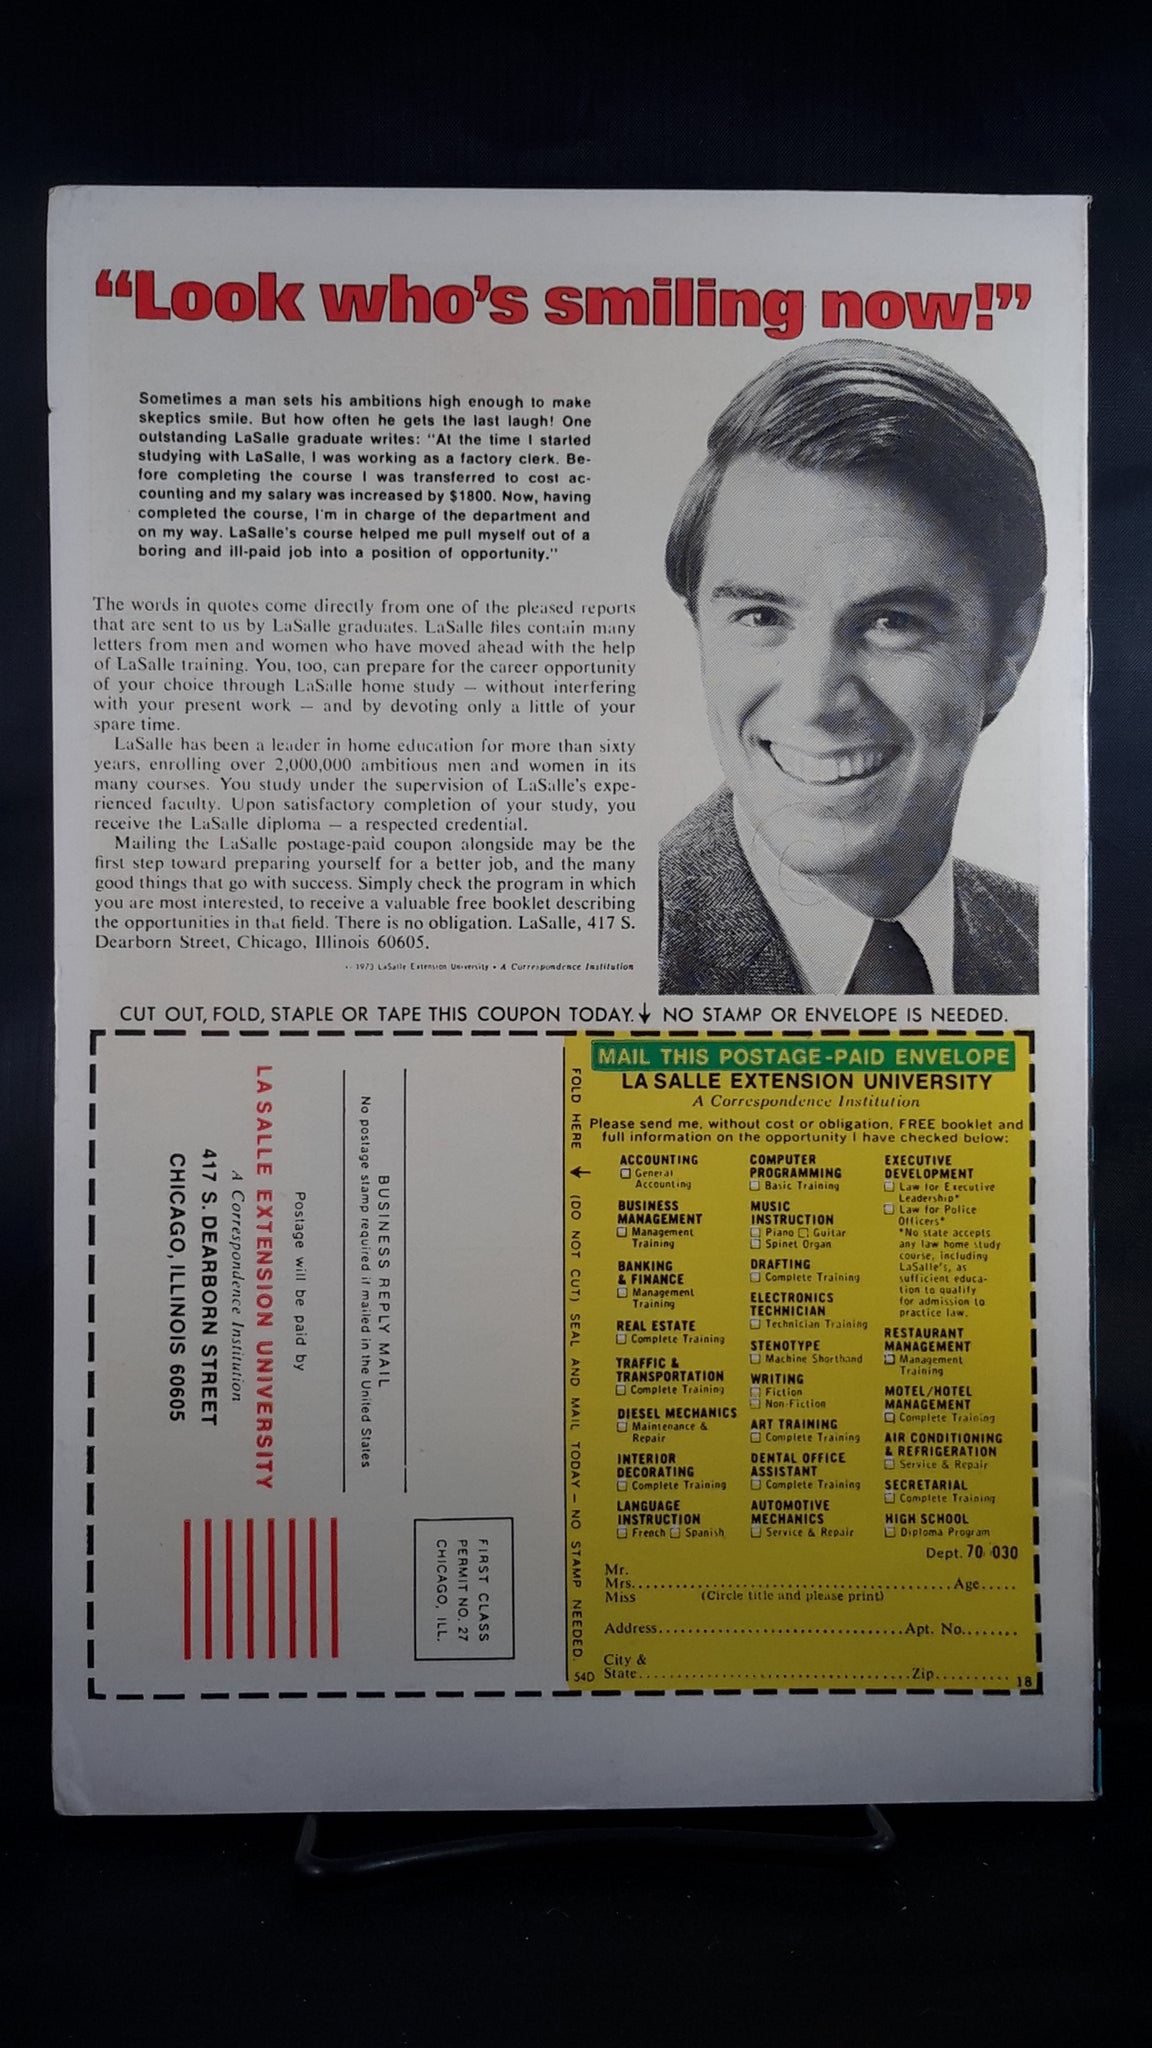 “Look who’s smiling now!”
Sometimes a man sets his ambitions high enough to make
skeptics smile. But how often he gets the last laugh! One
outstanding LaSalle graduate writes: "At the time I started
studying with LaSalle, I was working as a factory clerk. Be-
fore completing the course I was transferred to cost ac-
counting and my salary was increased by $1800. Now, having
completed the course, I'm in charge of the department and
on my way. LaSalle's course helped me pull myself out of a
boring and ill-paid job into a position of opportunity."
The words in quotes come directly from one of the pleased reports
that are sent to us by LaSalle graduates. LaSalle files contain many
letters from men and women who have moved ahead with the help
of LaSalle training. You, too, can prepare for the career opportunity
of your choice through LaSalle home study — without interfering
with your present work — and by devoting only a little of your
spare time.
LaSalle has been a leader in home education for more than sixty
years, enrolling over 2,000,000 ambitious men and women in its
many courses. You study under the supervision of LaSalle's expe-
rienced faculty. Upon satisfactory completion of your study, you
receive the LaSalle diploma — a respected credential.
Mailing the LaSalle postage-paid coupon alongside may be the
first step toward preparing yourself for a better job, and the many
good things that go with success. Simply check the program in which
you are most interested, to receive a valuable free booklet describing
the opportunities in that field. There is no obligation. LaSalle, 417 S.
Dearborn Street, Chicago, Illinois 60605.
1973 LaSalle Extension University • A Correspondence Institution
CUT OUT, FOLD, STAPLE OR TAPE THIS COUPON TODAY. ↓ NO STAMP OR ENVELOPE IS NEEDED.
FIRST CLASS
PERMIT NO. 27
CHICAGO, ILL.
BUSINESS REPLY MAIL
No postage stamp required if mailed in the United States
Postage will be paid by
LA SALLE EXTENSION UNIVERSITY
A Correspondence Institution
417 S. DEARBORN STREET
CHICAGO, ILLINOIS 60605
FOLD HERE (DO NOT CUT) SEAL AND MAIL TODAY — NO STAMP NEEDED.
MAIL THIS POSTAGE-PAID ENVELOPE
LA SALLE EXTENSION UNIVERSITY
A Correspondence Institution
Please send me, without cost or obligation, FREE booklet and
full information on the opportunity I have checked below:
ACCOUNTING
General
Accounting
BUSINESS
MANAGEMENT
Management
Training
BANKING
& FINANCE
Management
Training
REAL ESTATE
Complete Training
TRAFFIC &
TRANSPORTATION
Complete Training
DIESEL MECHANICS
Maintenance &
Repair
INTERIOR
DECORATING
Complete Training
LANGUAGE
INSTRUCTION
French Spanish
COMPUTER
PROGRAMMING
Basic Training
MUSIC
INSTRUCTION
Piano Guitar
Spinet Organ
DRAFTING
Complete Training
ELECTRONICS
TECHNICIAN
Technician Training
STENOTYPE
Machine Shorthand
WRITING
Fiction
Non-Fiction
ART TRAINING
Complete Training
DENTAL OFFICE
ASSISTANT
Complete Training
AUTOMOTIVE
MECHANICS
Service & Repair
EXECUTIVE
DEVELOPMENT
Law for Executive
Leadership*
Law for Police
Officers*
*No state accepts
any law home study
course, including
LaSalle's, as
sufficient educa-
tion to qualify
for admission to
practice law.
RESTAURANT
MANAGEMENT
Management
Training
MOTEL/HOTEL
MANAGEMENT
Complete Training
AIR CONDITIONING
& REFRIGERATION
Service & Repair
SECRETARIAL
Complete Training
HIGH SCHOOL
Diploma Program
Dept. 70 030
Mr.
Mrs. Age
Miss (Circle title and please print)
Address Apt. No.
City &
State Zip
54D
18